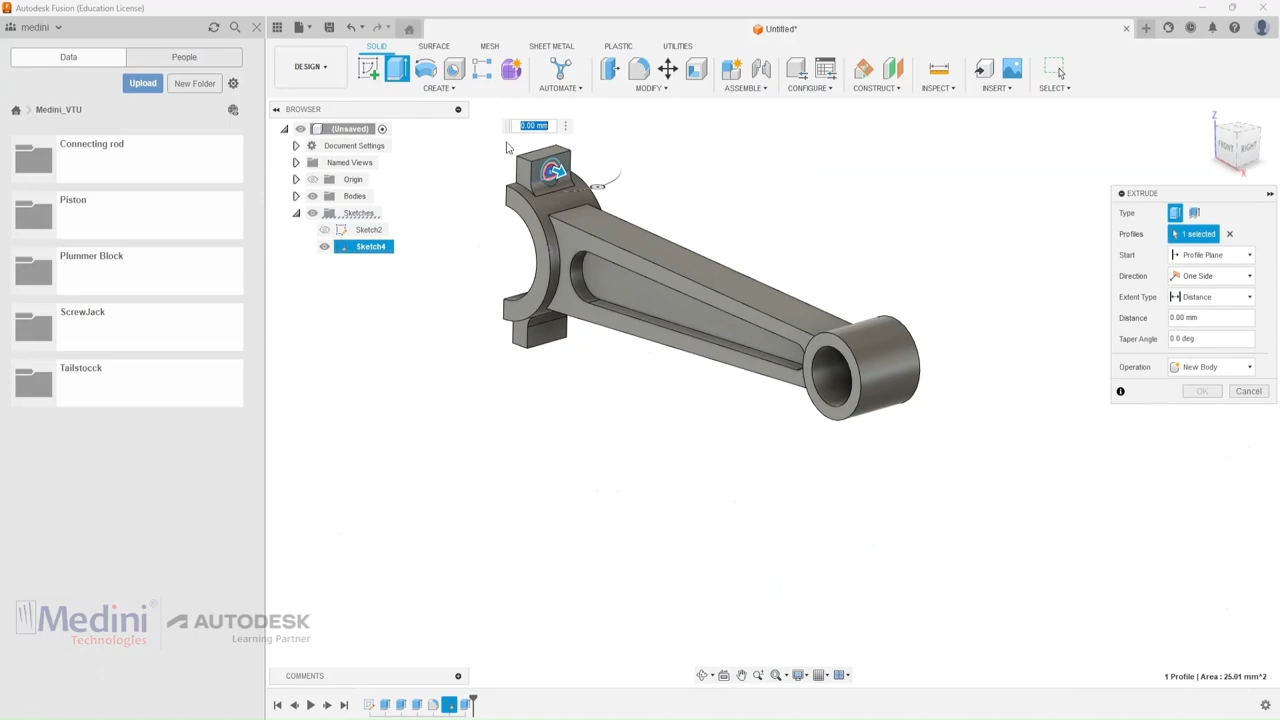 Autodesk Fusion (Education License)
medini
Untitled*
Data
People
Upload
New Folder
Medini_VTU
Connecting rod
Piston
Plummer Block
ScrewJack
Tailstocck
DESIGN
SOLID
SURFACE
MESH
SHEET METAL
PLASTIC
UTILITIES
CREATE
AUTOMATE
MODIFY
ASSEMBLE
CONFIGURE
CONSTRUCT
INSPECT
INSERT
SELECT
BROWSER
(Unsaved)
Document Settings
Named Views
Origin
Bodies
Sketches
Sketch2
Sketch4
0.00 mm
Z
FRONT
RIGHT
X
EXTRUDE
Type
Profiles 1 selected
Start Profile Plane
Direction One Side
Extent Type Distance
Distance 0.00 mm
Taper Angle 0.0 deg
Operation New Body
OK Cancel
Medini®
Technologies
AUTODESK
Learning Partner
COMMENTS
1 Profile | Area : 25.01 mm^2